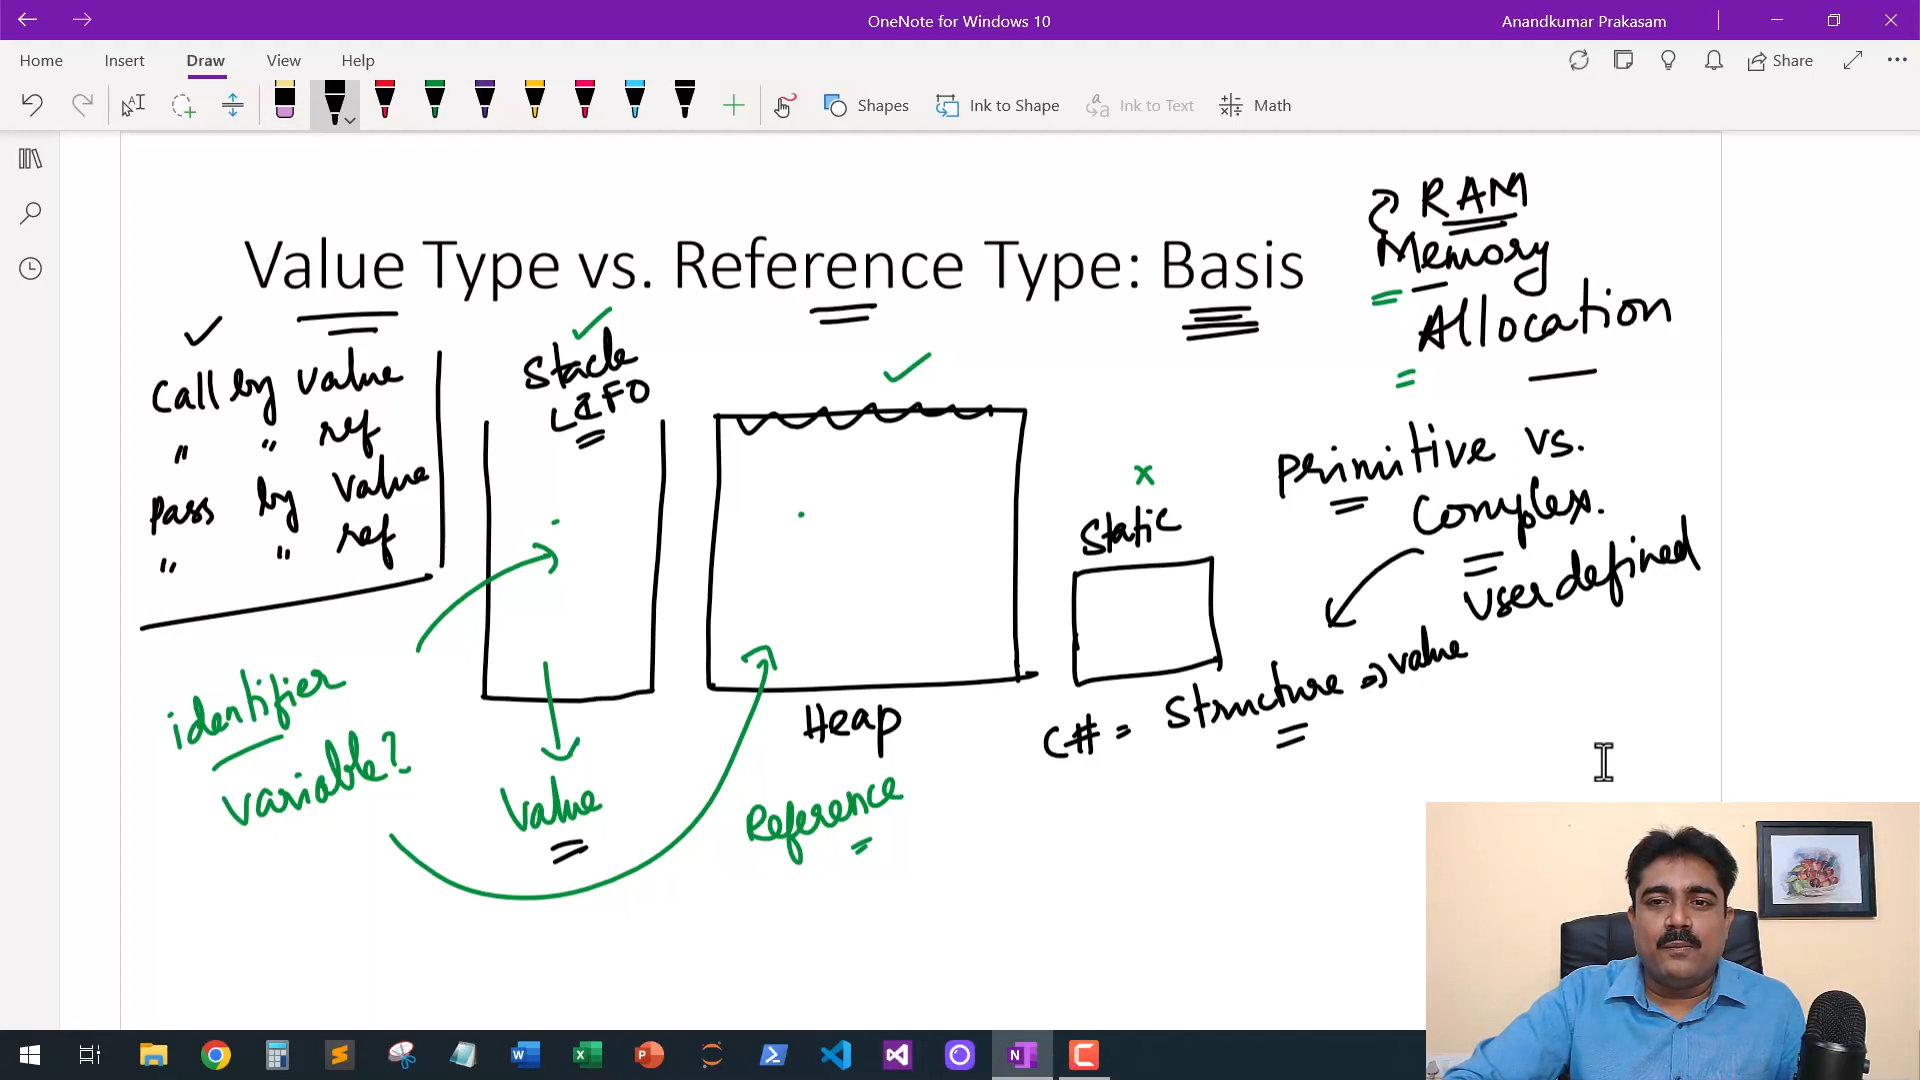 OneNote for Windows 10
Anandkumar Prakasam
Home Insert Draw View Help
Share
Shapes
Ink to Shape
Ink to Text
Math
RAM
Memory
Allocation
Value Type vs. Reference Type: Basis
Call by value
" " ref
Pass by value
" " ref
Stack
LIFO
Static
Primitive vs.
Complex.
User defined
C# = Structure => value
Heap
identifier
variable?
Value
Reference